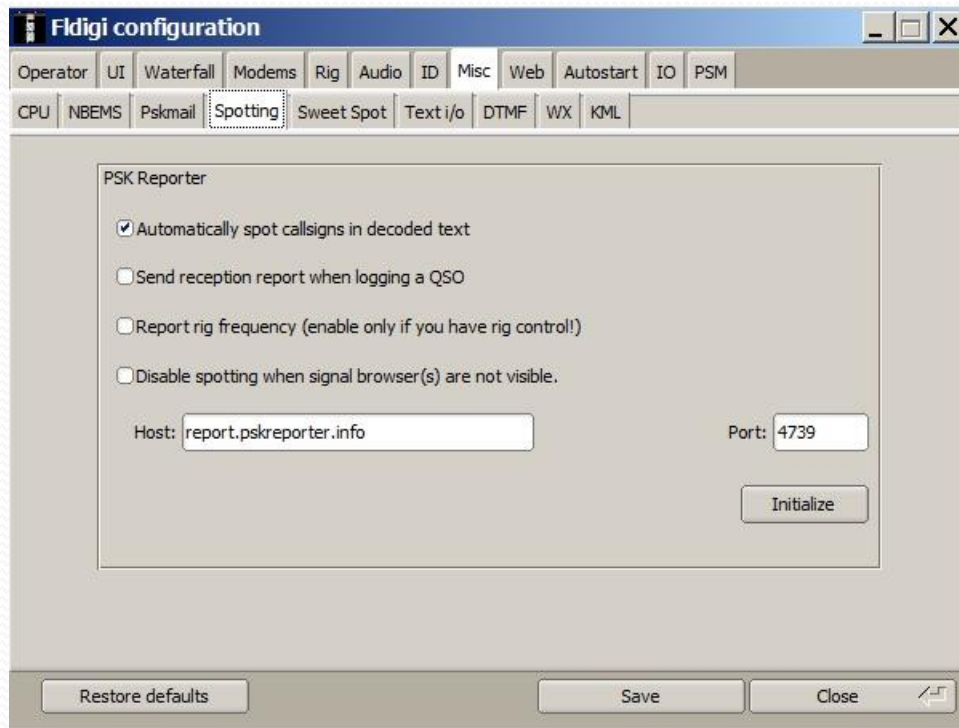 Fldigi configuration
Operator UI Waterfall Modems Rig Audio ID Misc Web Autostart IO PSM
CPU NBEMS Pskmail Spotting Sweet Spot Text i/o DTMF WX KML
PSK Reporter
Automatically spot callsigns in decoded text
Send reception report when logging a QSO
Report rig frequency (enable only if you have rig control!)
Disable spotting when signal browser(s) are not visible.
Host: report.pskreporter.info Port: 4739
Initialize
Restore defaults Save Close